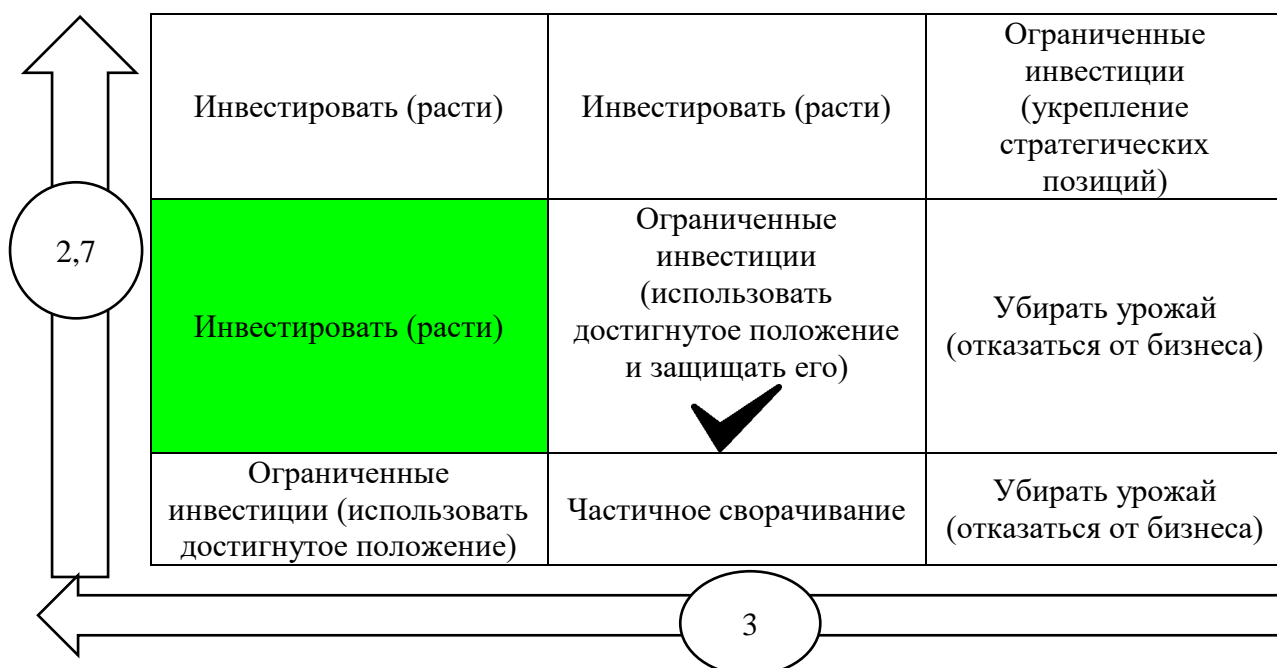 Инвестировать (расти)
Инвестировать (расти)
Ограниченные
инвестиции
(укрепление
стратегических
позиций)
2,7
Инвестировать (расти)
Ограниченные
инвестиции
(использовать
достигнутое положение
и защищать его)
Убирать урожай
(отказаться от бизнеса)
Ограниченные
инвестиции (использовать
достигнутое положение)
Частичное сворачивание
Убирать урожай
(отказаться от бизнеса)
3